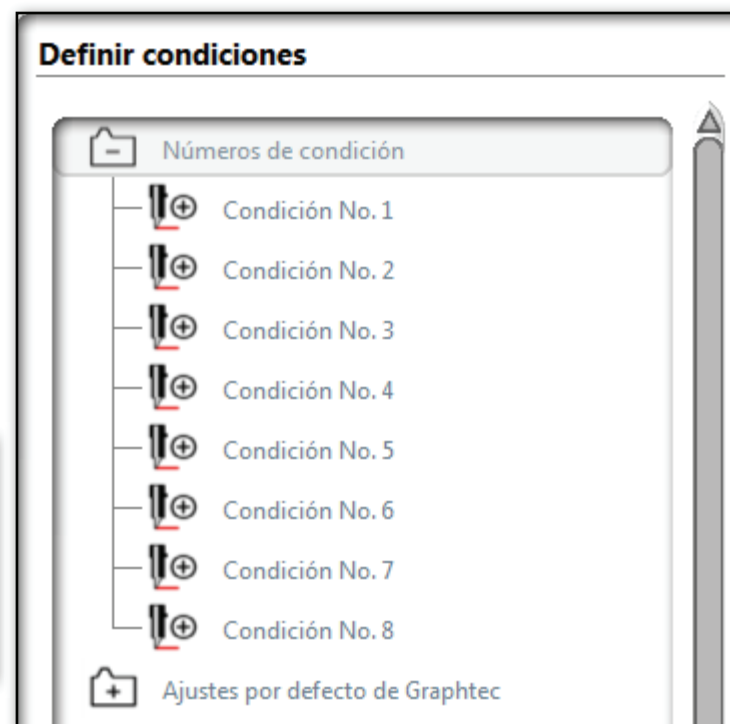 Definir condiciones
Números de condición
Condición No. 1
Condición No. 2
Condición No. 3
Condición No. 4
Condición No. 5
Condición No. 6
Condición No. 7
Condición No. 8
Ajustes por defecto de Graphtec